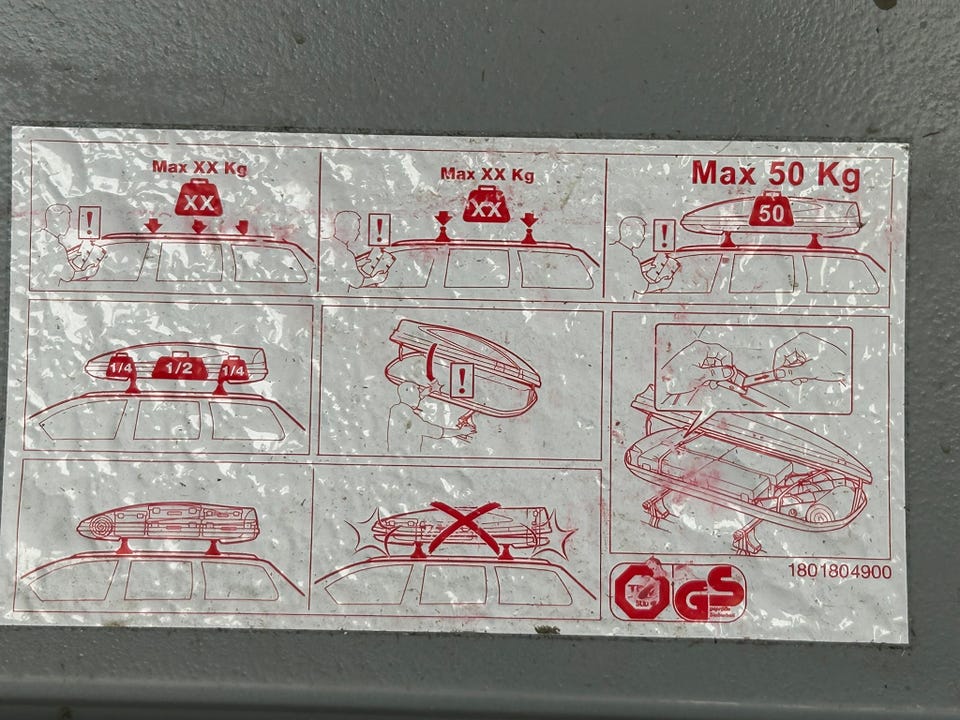 Max XX Kg
XX
!
Max XX Kg
XX
!
Max 50 Kg
50
!
1/4
1/2
1/4
!
1801804900
GS